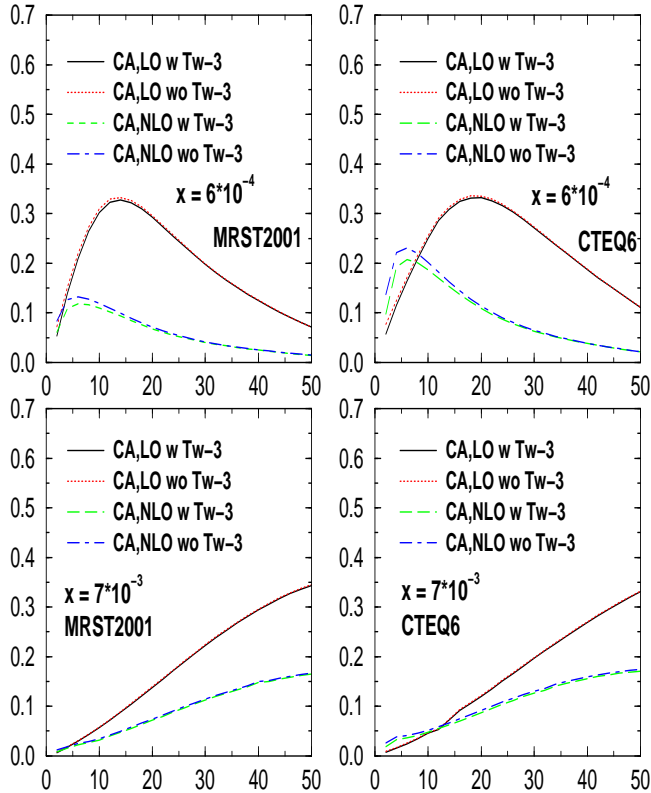 0.7
0.6
0.5
0.4
0.3
0.2
0.1
0.0
0 10 20 30 40 50
CA,LO w Tw-3
CA,LO wo Tw-3
CA,NLO w Tw-3
CA,NLO wo Tw-3
x = 6*10⁻⁴
MRST2001
0.7
0.6
0.5
0.4
0.3
0.2
0.1
0.0
0 10 20 30 40 50
CA,LO w Tw-3
CA,LO wo Tw-3
CA,NLO w Tw-3
CA,NLO wo Tw-3
x = 6*10⁻⁴
CTEQ6
0.7
0.6
0.5
0.4
0.3
0.2
0.1
0.0
0 10 20 30 40 50
CA,LO w Tw-3
CA,LO wo Tw-3
CA,NLO w Tw-3
CA,NLO wo Tw-3
x = 7*10⁻³
MRST2001
0.7
0.6
0.5
0.4
0.3
0.2
0.1
0.0
0 10 20 30 40 50
CA,LO w Tw-3
CA,LO wo Tw-3
CA,NLO w Tw-3
CA,NLO wo Tw-3
x = 7*10⁻³
CTEQ6